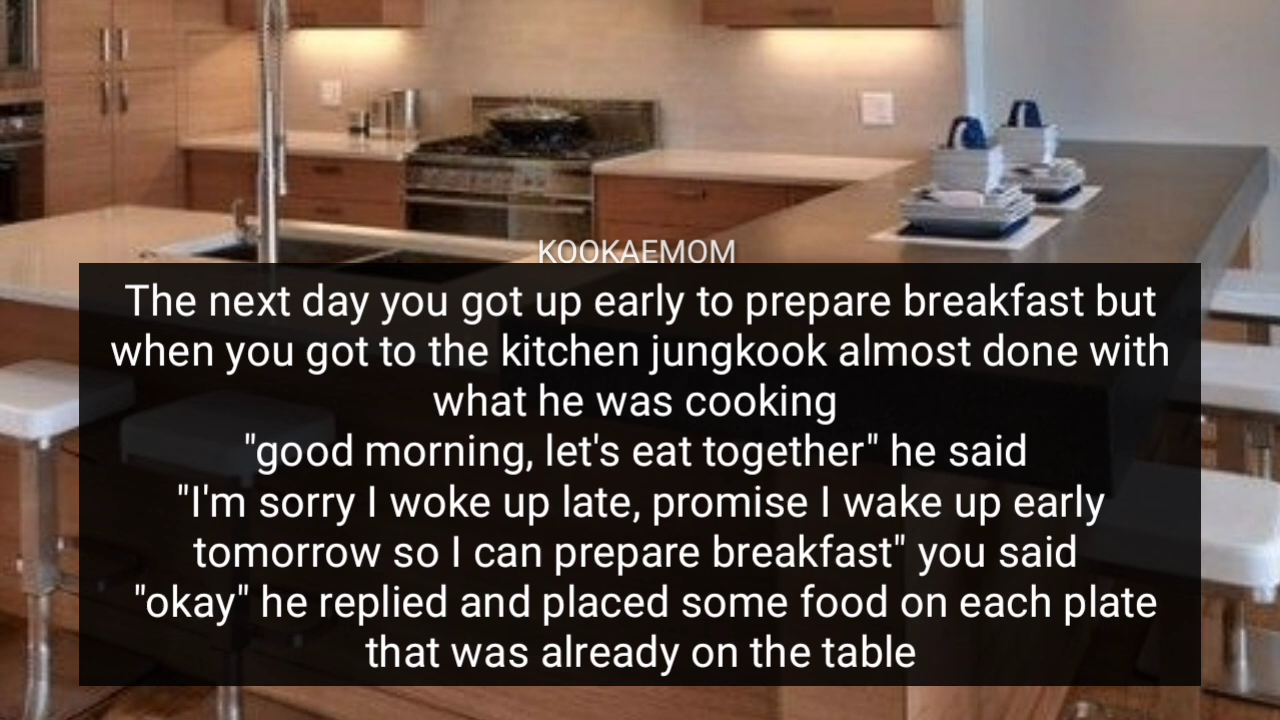 KOOKAEMOM
The next day you got up early to prepare breakfast but
when you got to the kitchen jungkook almost done with
what he was cooking
"good morning, let's eat together" he said
"I'm sorry I woke up late, promise I wake up early
tomorrow so I can prepare breakfast" you said
"okay" he replied and placed some food on each plate
that was already on the table